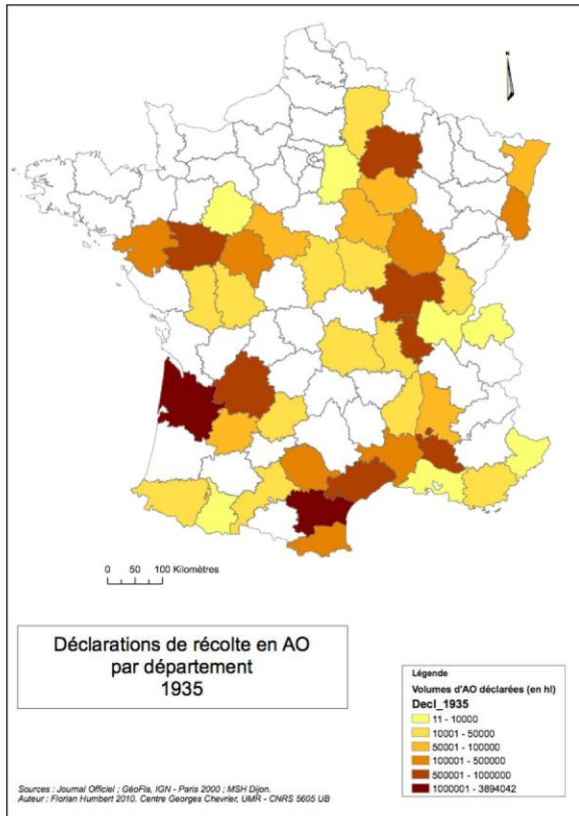 N
0 50 100 Kilomètres
Déclarations de récolte en AO
par département
1935
Légende
Volumes d'AO déclarées (en hl)
Decl_1935
11 - 10000
10001 - 50000
50001 - 100000
100001 - 500000
500001 - 1000000
1000001 - 3894042
Sources : Journal Officiel ; GéoFla, IGN - Paris 2000 ; MSH Dijon.
Auteur : Florian Humbert 2010. Centre Georges Chevrier, UMR - CNRS 5605 UB